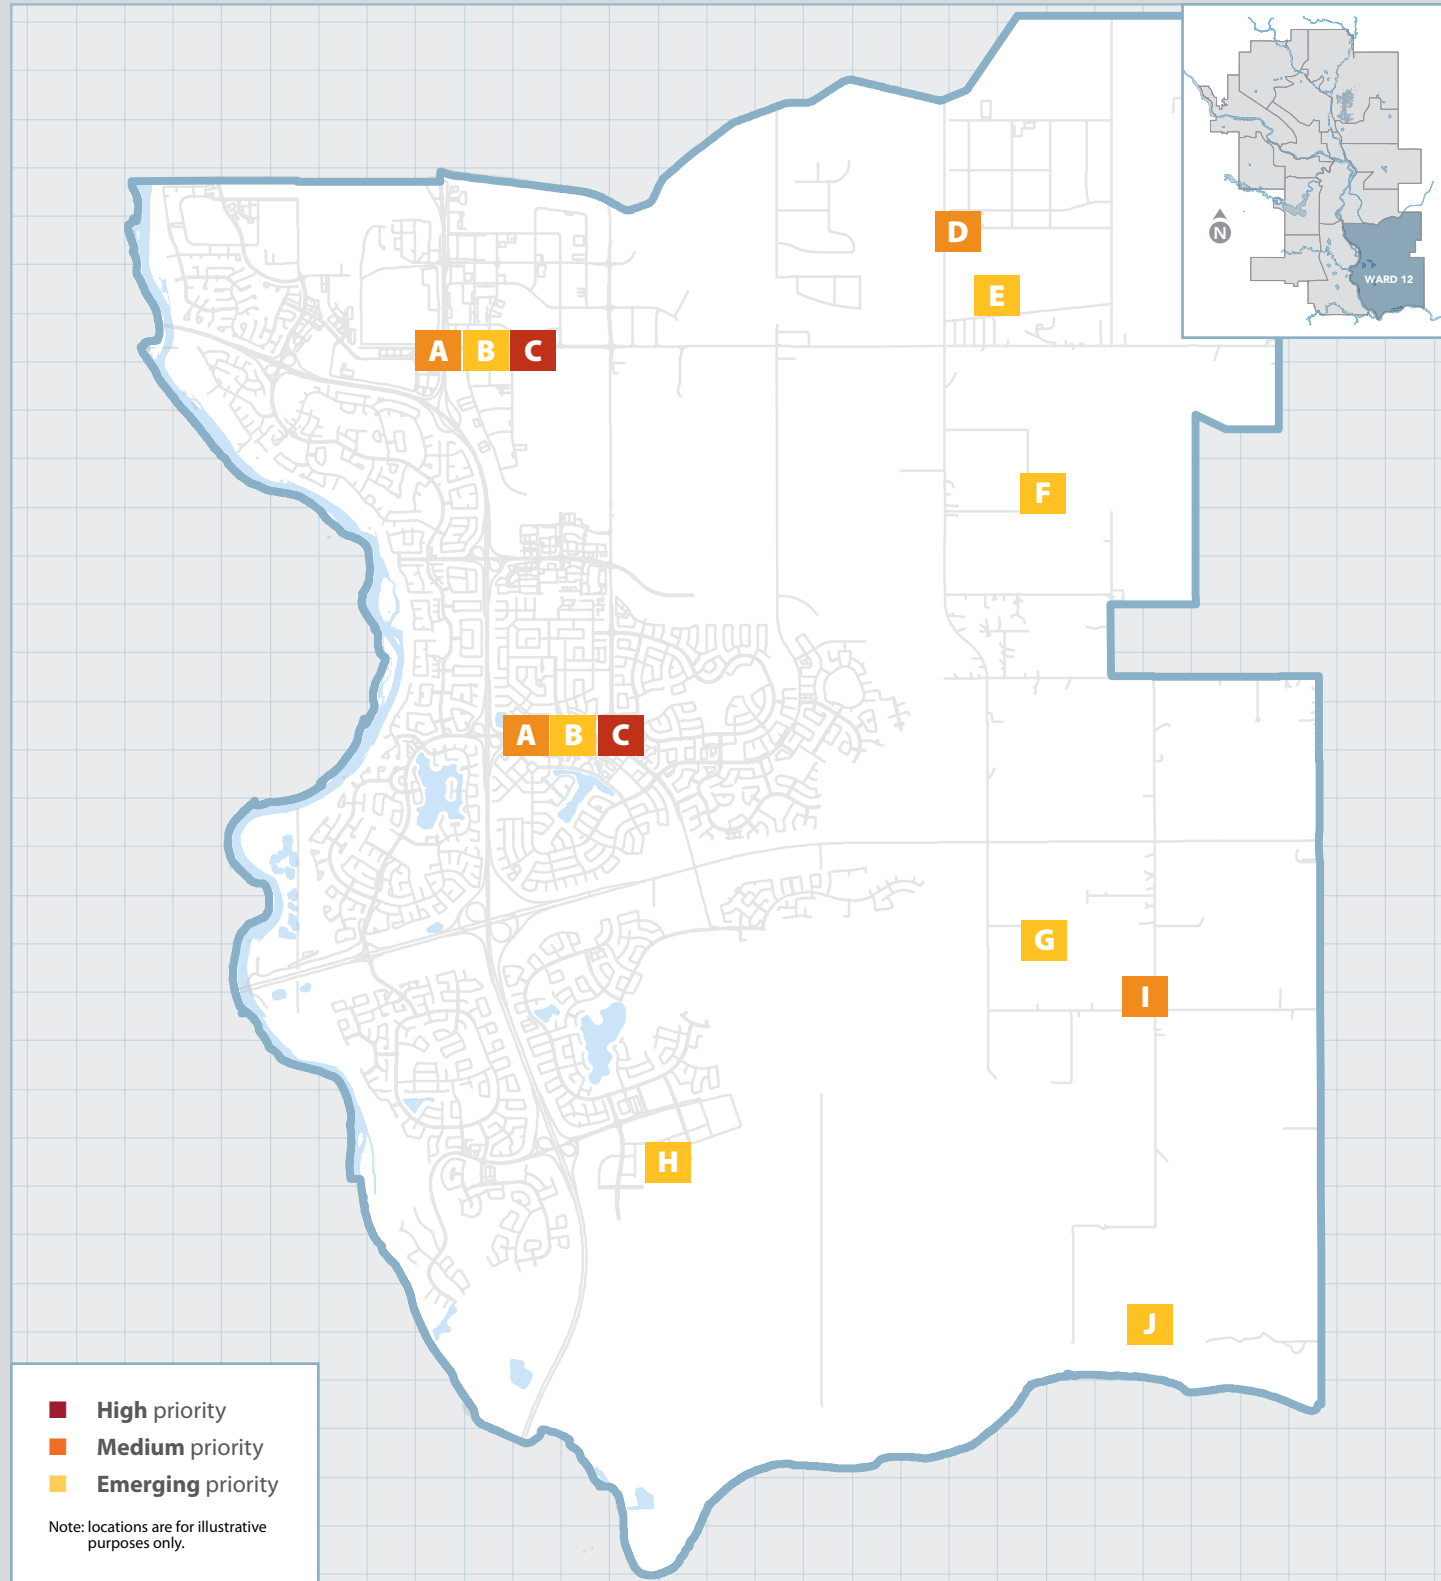 N
WARD 12
D
E
A B C
F
A B C
G
I
H
J
High priority
Medium priority
Emerging priority
Note: locations are for illustrative
purposes only.